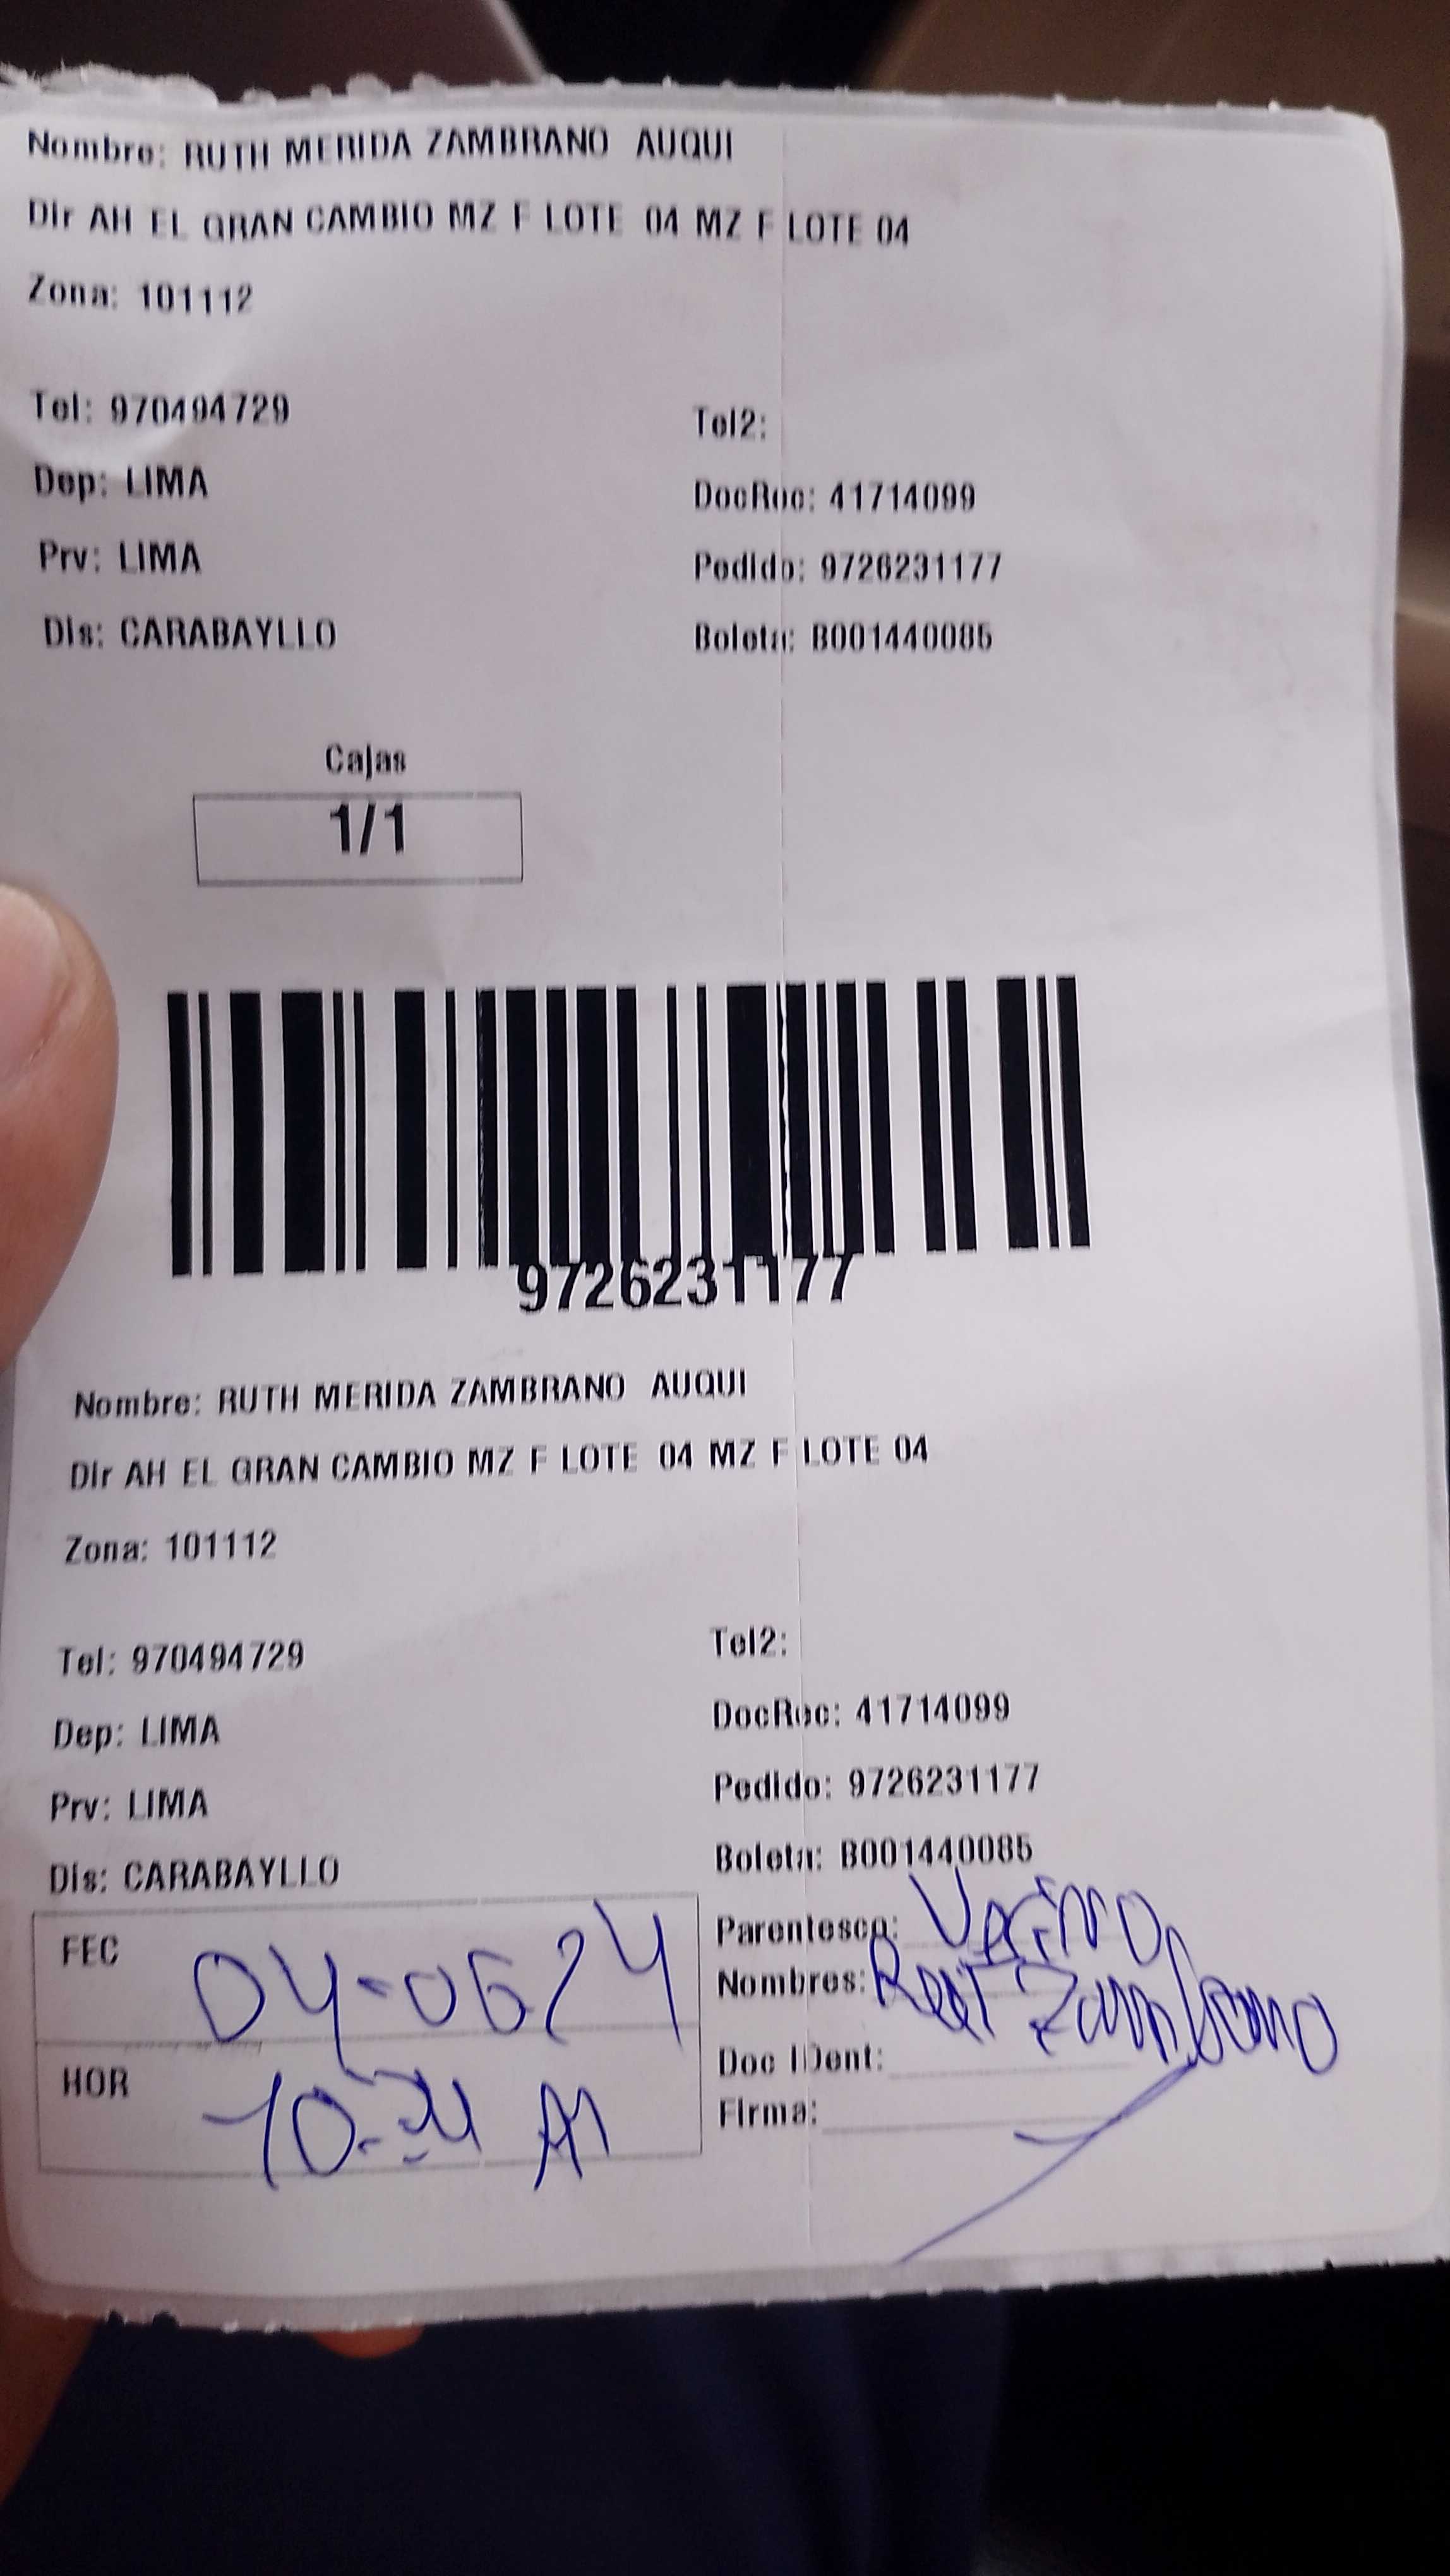 Nombre: RUTH MERIDA ZAMBRANO AUQUI
Dir AH EL GRAN CAMBIO MZ F LOTE 04 MZ F LOTE 04
Zona: 101112
Tel: 970494729 Tel2:
Dep: LIMA DocRec: 41714099
Prv: LIMA Pedido: 9726231177
Dis: CARABAYLLO Boleta: B001440085
Cajas
1/1
9726231177
Nombre: RUTH MERIDA ZAMBRANO AUQUI
Dir AH EL GRAN CAMBIO MZ F LOTE 04 MZ F LOTE 04
Zona: 101112
Tel: 970494729 Tel2:
Dep: LIMA DocRec: 41714099
Prv: LIMA Pedido: 9726231177
Dis: CARABAYLLO Boleta: B001440085
FEC 04-06 24
HOR AM
Parentesco:
Nombres: Zambrano
Doc IDent:
Firma: